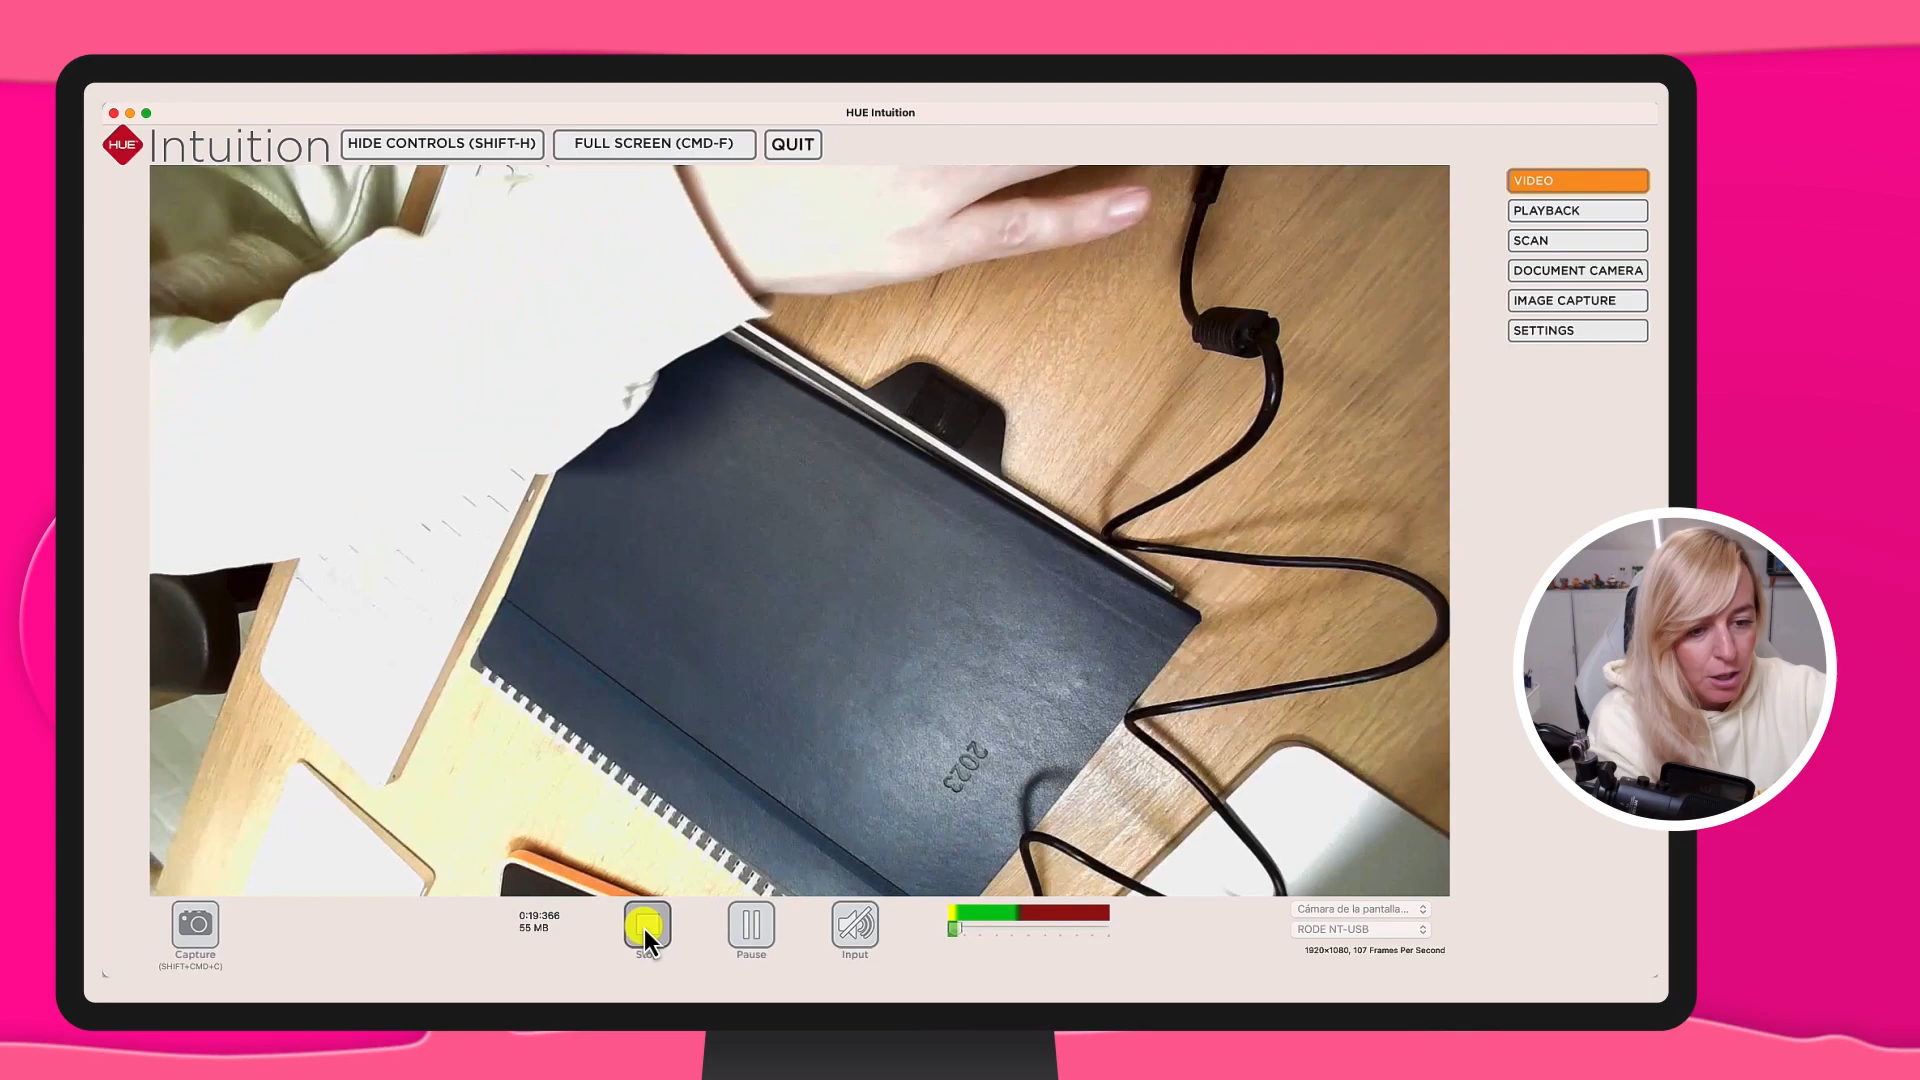 HUE Intuition
HUE Intuition HIDE CONTROLS (SHIFT-H) FULL SCREEN (CMD-F) QUIT
VIDEO
PLAYBACK
SCAN
DOCUMENT CAMERA
IMAGE CAPTURE
SETTINGS
2023
0:19:366
55 MB
Capture
(SHIFT+CMD+C)
Pause
Input
Cámara de la pantalla...
RODE NT-USB
1920×1080, 107 Frames Per Second